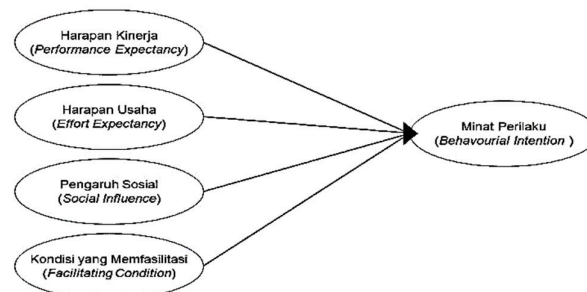 Harapan Kinerja
(Performance Expectancy)
Harapan Usaha
(Effort Expectancy)
Pengaruh Sosial
(Social Influence)
Kondisi yang Memfasilitasi
(Facilitating Condition)
Minat Perilaku
(Behavourial Intention )